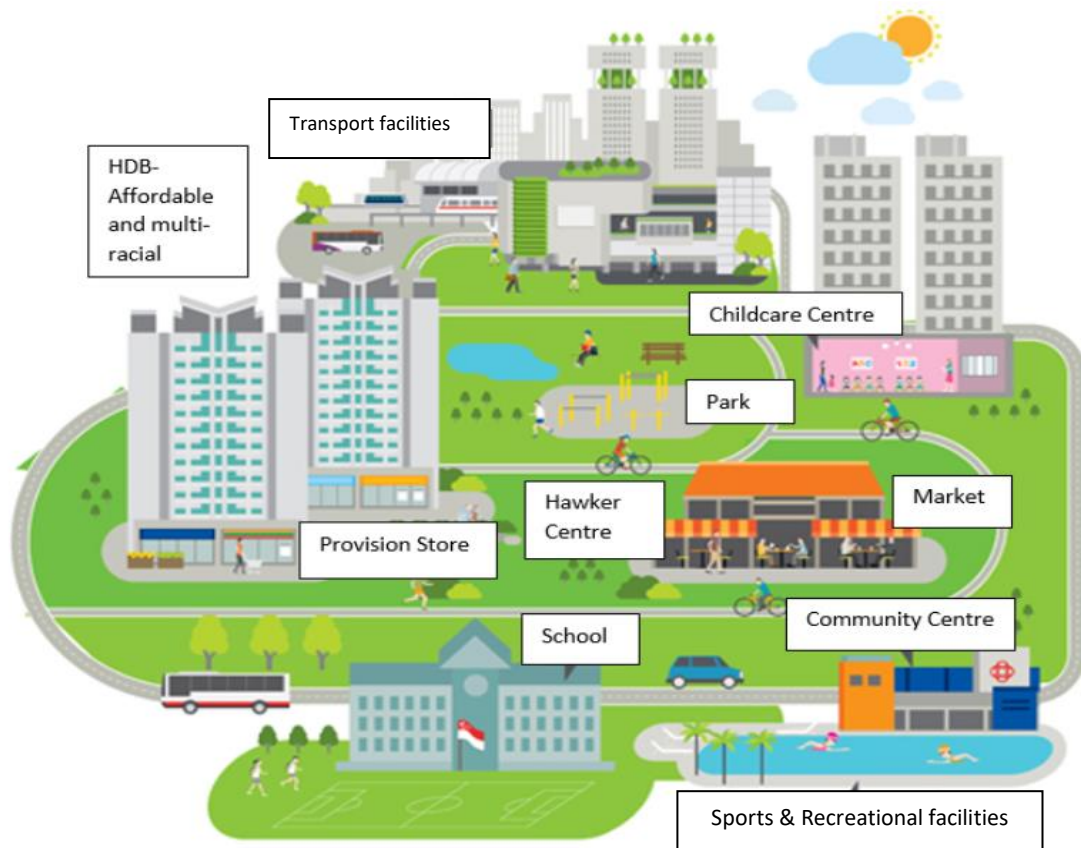 Transport facilities
HDB-
Affordable
and multi-
racial
Childcare Centre
Park
Hawker
Centre
Market
Provision Store
School
Community Centre
Sports & Recreational facilities